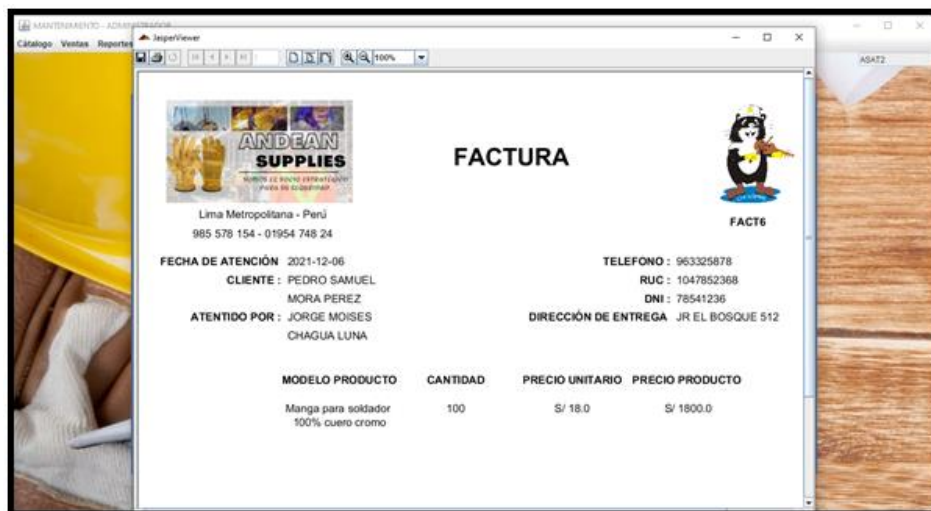 MANTENIMIENTO - ADMINISTRADOR
Cátalogo Ventas Reportes
ASAT2
JasperViewer
100%
ANDEAN
SUPPLIES
FACTURA
Lima Metropolitana - Perú
985 578 154 - 01954 748 24
FACT6
FECHA DE ATENCIÓN 2021-12-06
TELEFONO : 963325878
CLIENTE : PEDRO SAMUEL
RUC : 1047852368
MORA PEREZ
DNI : 78541236
ATENTIDO POR : JORGE MOISES
DIRECCIÓN DE ENTREGA JR EL BOSQUE 512
CHAGUA LUNA
MODELO PRODUCTO CANTIDAD PRECIO UNITARIO PRECIO PRODUCTO
Manga para soldador 100 S/ 18.0 S/ 1800.0
100% cuero cromo